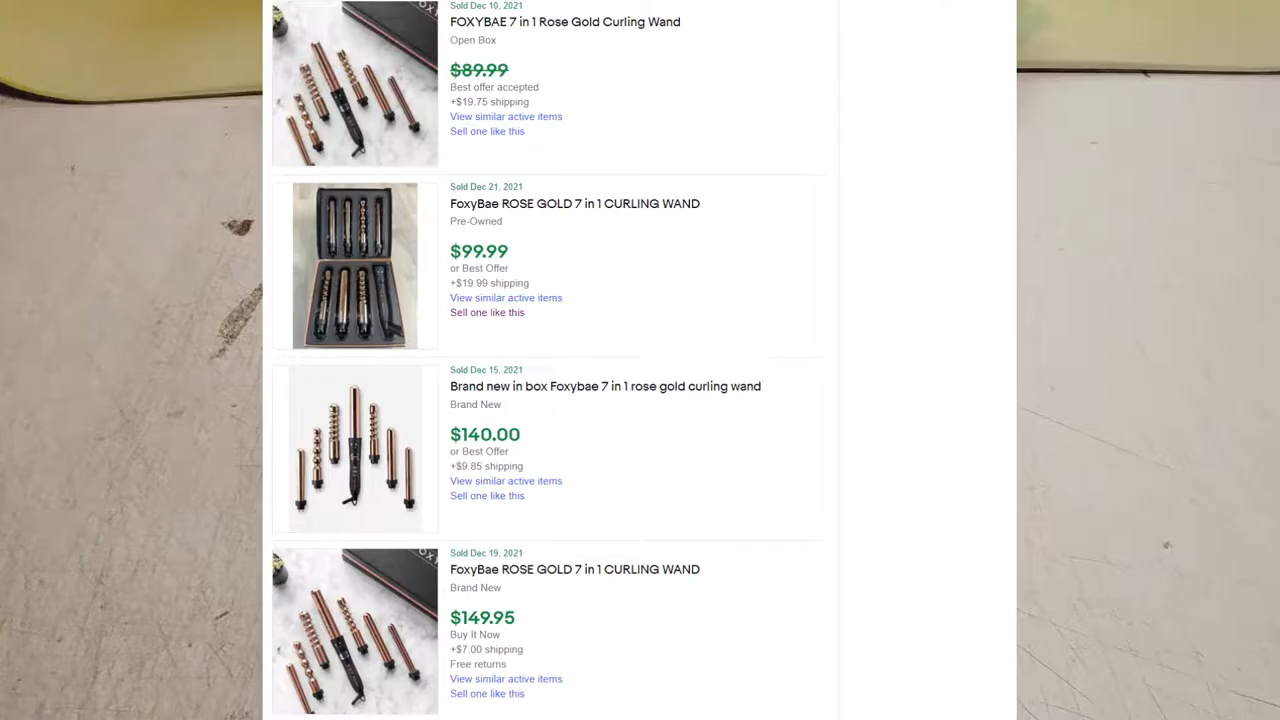 Sold Dec 10, 2021
FOXYBAE 7 in 1 Rose Gold Curling Wand
Open Box
$89.99
Best offer accepted
+$19.75 shipping
View similar active items
Sell one like this
Sold Dec 21, 2021
FoxyBae ROSE GOLD 7 in 1 CURLING WAND
Pre-Owned
$99.99
or Best Offer
+$19.99 shipping
View similar active items
Sell one like this
Sold Dec 15, 2021
Brand new in box Foxybae 7 in 1 rose gold curling wand
Brand New
$140.00
or Best Offer
+$9.85 shipping
View similar active items
Sell one like this
Sold Dec 19, 2021
FoxyBae ROSE GOLD 7 in 1 CURLING WAND
Brand New
$149.95
Buy It Now
+$7.00 shipping
Free returns
View similar active items
Sell one like this